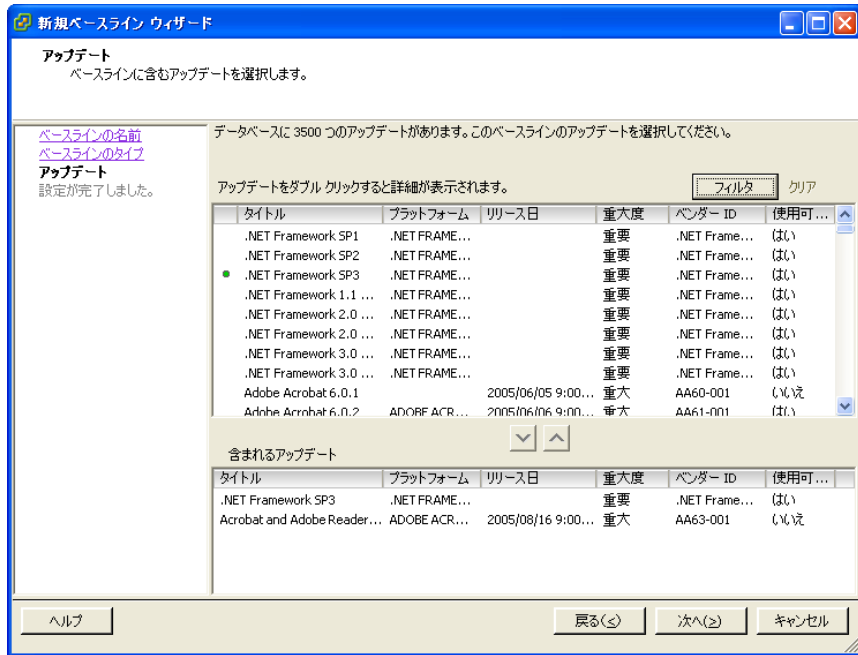 新規ベースライン ウィザード
アップデート
ベースラインに含むアップデートを選択します。
ベースラインの名前
ベースラインのタイプ
アップデート
設定が完了しました。
データベースに 3500 つのアップデートがあります。このベースラインのアップデートを選択してください。
アップデートをダブル クリックすると詳細が表示されます。 フィルタ クリア
タイトル プラットフォーム リリース日 重大度 ベンダー ID 使用可...
.NET Framework SP1 .NET FRAME... 重要 .NET Frame... はい
.NET Framework SP2 .NET FRAME... 重要 .NET Frame... はい
.NET Framework SP3 .NET FRAME... 重要 .NET Frame... はい
.NET Framework 1.1 ... .NET FRAME... 重要 .NET Frame... はい
.NET Framework 2.0 ... .NET FRAME... 重要 .NET Frame... はい
.NET Framework 2.0 ... .NET FRAME... 重要 .NET Frame... はい
.NET Framework 3.0 ... .NET FRAME... 重要 .NET Frame... はい
.NET Framework 3.0 ... .NET FRAME... 重要 .NET Frame... はい
Adobe Acrobat 6.0.1 2005/06/05 9:00... 重大 AA60-001 いいえ
Adobe Acrobat 6.0.2 ADOBE ACR... 2005/06/06 9:00... 重大 AA61-001 はい
含まれるアップデート
タイトル プラットフォーム リリース日 重大度 ベンダー ID 使用可...
.NET Framework SP3 .NET FRAME... 重要 .NET Frame... はい
Acrobat and Adobe Reader... ADOBE ACR... 2005/08/16 9:00... 重大 AA63-001 いいえ
ヘルプ 戻る(<) 次へ(>) キャンセル